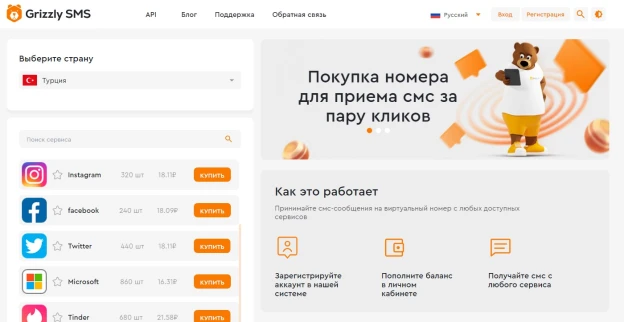 Grizzly SMS
API
Блог
Поддержка
Обратная связь
Русский
Вход
Регистрация
Выберите страну
Турция
Поиск сервиса
Instagram 320 шт 18.11₽ КУПИТЬ
facebook 240 шт 18.09₽ КУПИТЬ
Twitter 440 шт 18.11₽ КУПИТЬ
Microsoft 860 шт 16.31₽ КУПИТЬ
Tinder 680 шт 21.58₽ КУПИТЬ
Покупка номера
для приема смс за
пару кликов
Как это работает
Принимайте смс-сообщения на виртуальный номер с любых доступных
сервисов
Зарегистрируйте
аккаунт в нашей
системе
Пополните баланс
в личном
кабинете
Получайте смс с
любого сервиса